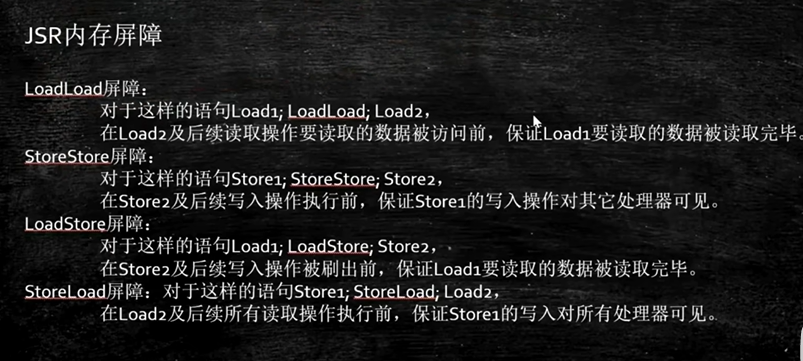 JSR内存屏障
LoadLoad屏障：
对于这样的语句Load1; LoadLoad; Load2，
在Load2及后续读取操作要读取的数据被访问前，保证Load1要读取的数据被读取完毕。
StoreStore屏障：
对于这样的语句Store1; StoreStore; Store2，
在Store2及后续写入操作执行前，保证Store1的写入操作对其它处理器可见。
LoadStore屏障：
对于这样的语句Load1; LoadStore; Store2，
在Store2及后续写入操作被刷出前，保证Load1要读取的数据被读取完毕。
StoreLoad屏障：对于这样的语句Store1; StoreLoad; Load2，
在Load2及后续所有读取操作执行前，保证Store1的写入对所有处理器可见。